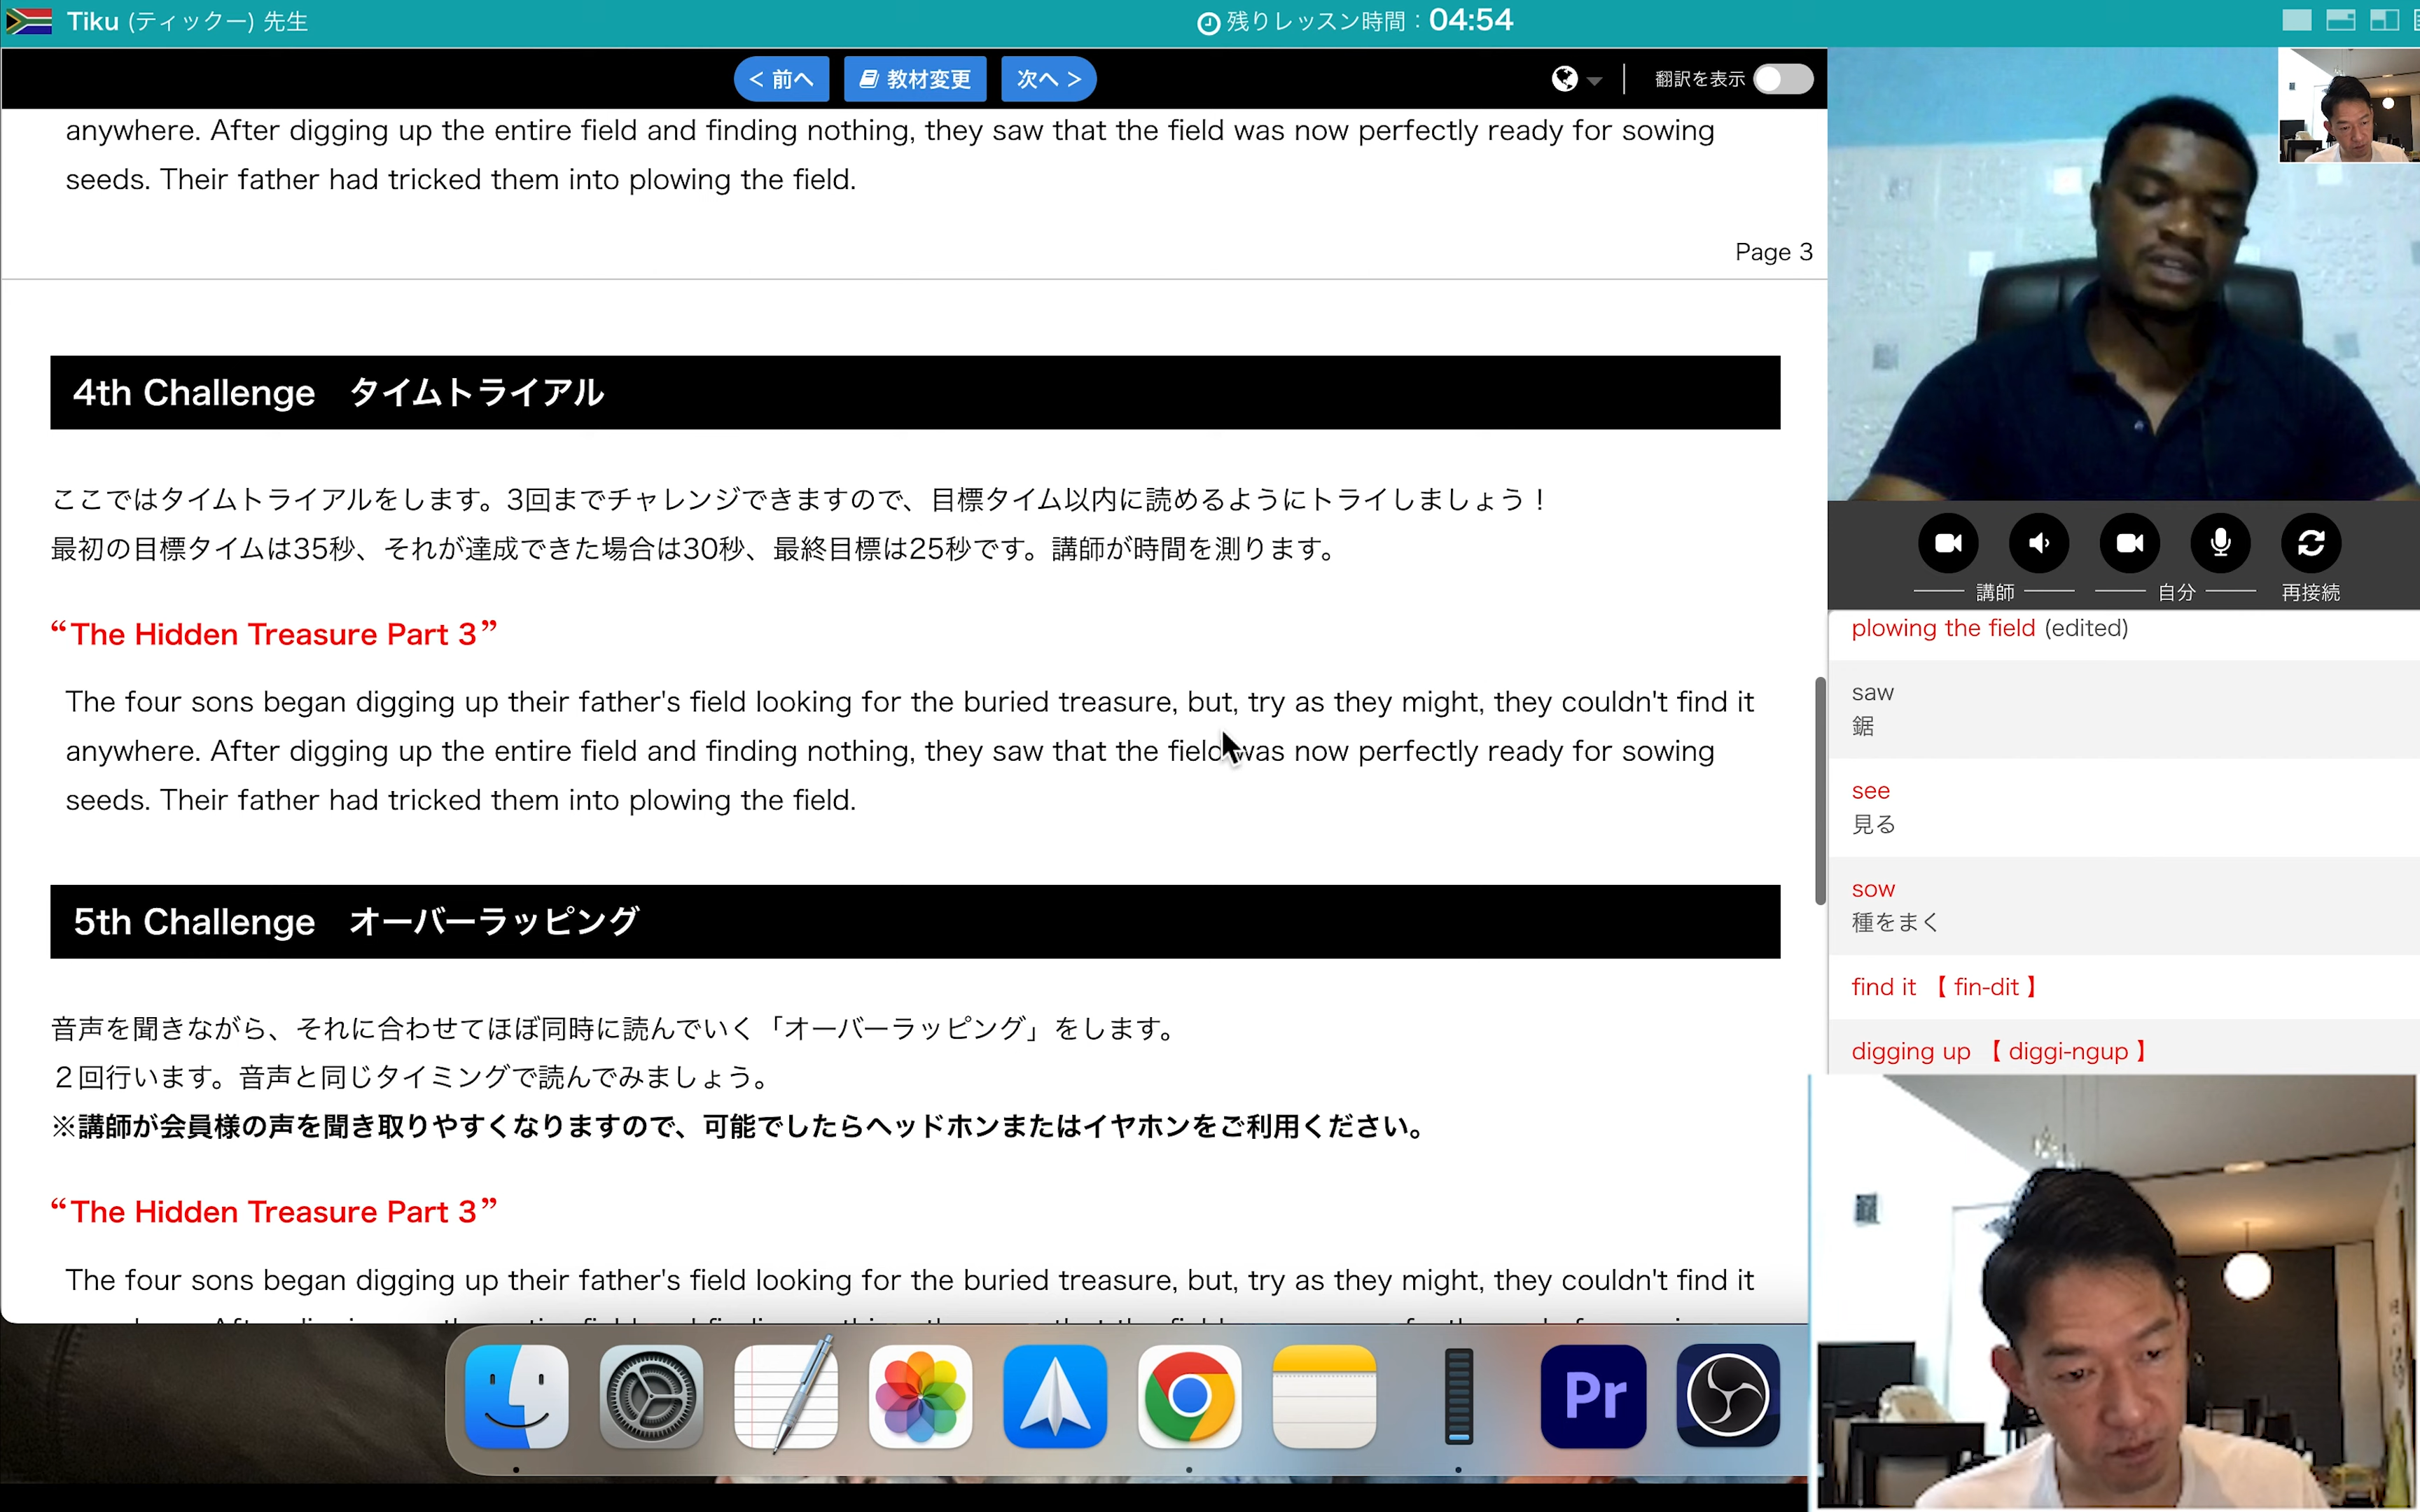 Tiku (ティックー) 先生
残りレッスン時間：04:54
< 前へ
教材変更
次へ >
翻訳を表示
anywhere. After digging up the entire field and finding nothing, they saw that the field was now perfectly ready for sowing
seeds. Their father had tricked them into plowing the field.
Page 3
4th Challenge タイムトライアル
ここではタイムトライアルをします。3回までチャレンジできますので、目標タイム以内に読めるようにトライしましょう！
最初の目標タイムは35秒、それが達成できた場合は30秒、最終目標は25秒です。講師が時間を測ります。
“The Hidden Treasure Part 3”
The four sons began digging up their father's field looking for the buried treasure, but, try as they might, they couldn't find it
anywhere. After digging up the entire field and finding nothing, they saw that the field was now perfectly ready for sowing
seeds. Their father had tricked them into plowing the field.
5th Challenge オーバーラッピング
音声を聞きながら、それに合わせてほぼ同時に読んでいく「オーバーラッピング」をします。
２回行います。音声と同じタイミングで読んでみましょう。
※講師が会員様の声を聞き取りやすくなりますので、可能でしたらヘッドホンまたはイヤホンをご利用ください。
“The Hidden Treasure Part 3”
The four sons began digging up their father's field looking for the buried treasure, but, try as they might, they couldn't find it
講師
自分
再接続
plowing the field (edited)
saw
鋸
see
見る
sow
種をまく
find it 【 fin-dit 】
digging up 【 diggi-ngup 】
Pr